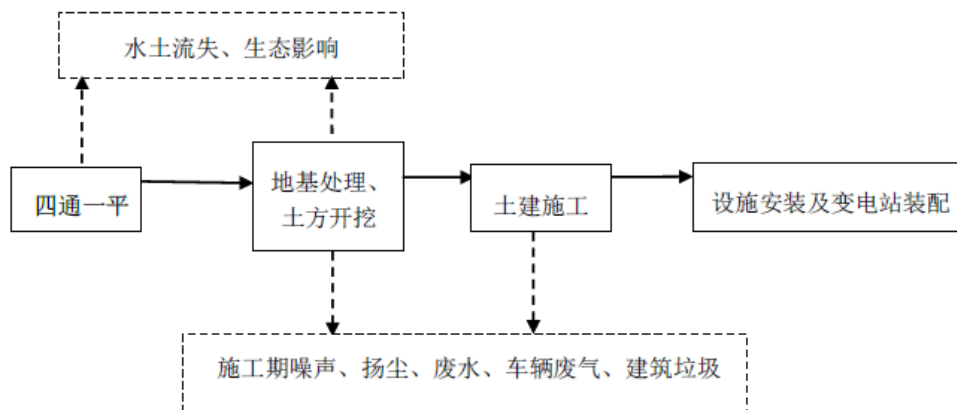 水土流失、生态影响
四通一平
地基处理、
土方开挖
土建施工
设施安装及变电站装配
施工期噪声、扬尘、废水、车辆废气、建筑垃圾